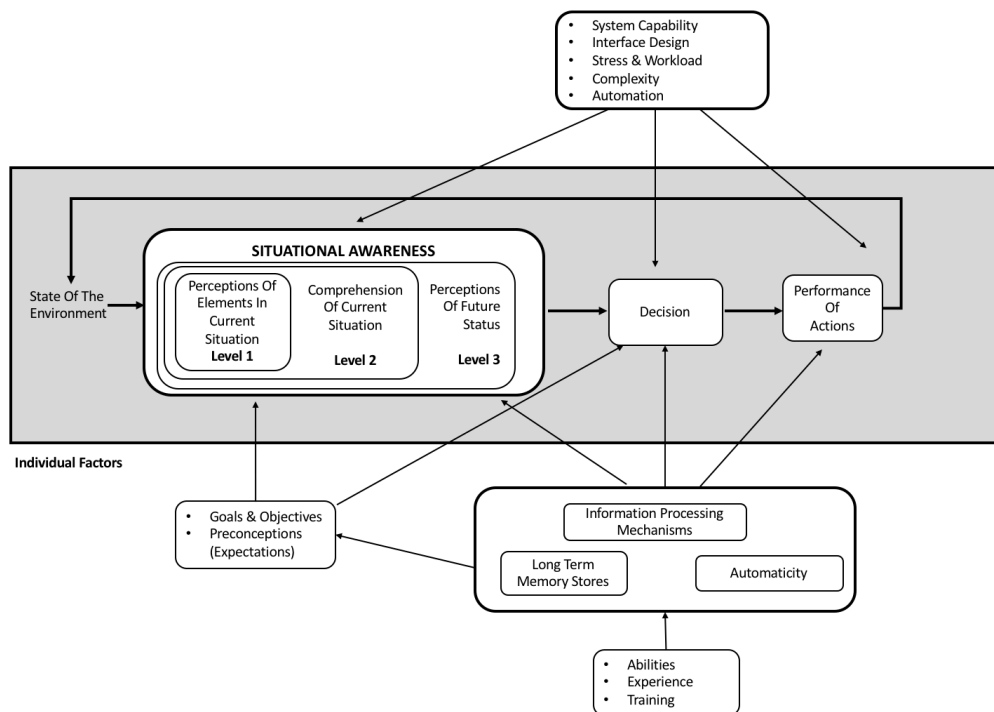 • System Capability
• Interface Design
• Stress & Workload
• Complexity
• Automation
SITUATIONAL AWARENESS
State Of The
Environment
Perceptions Of
Elements In
Current
Situation
Level 1
Comprehension
Of Current
Situation
Level 2
Perceptions
Of Future
Status
Level 3
Decision
Performance
Of
Actions
Individual Factors
• Goals & Objectives
• Preconceptions
(Expectations)
Information Processing
Mechanisms
Long Term
Memory Stores
Automaticity
• Abilities
• Experience
• Training